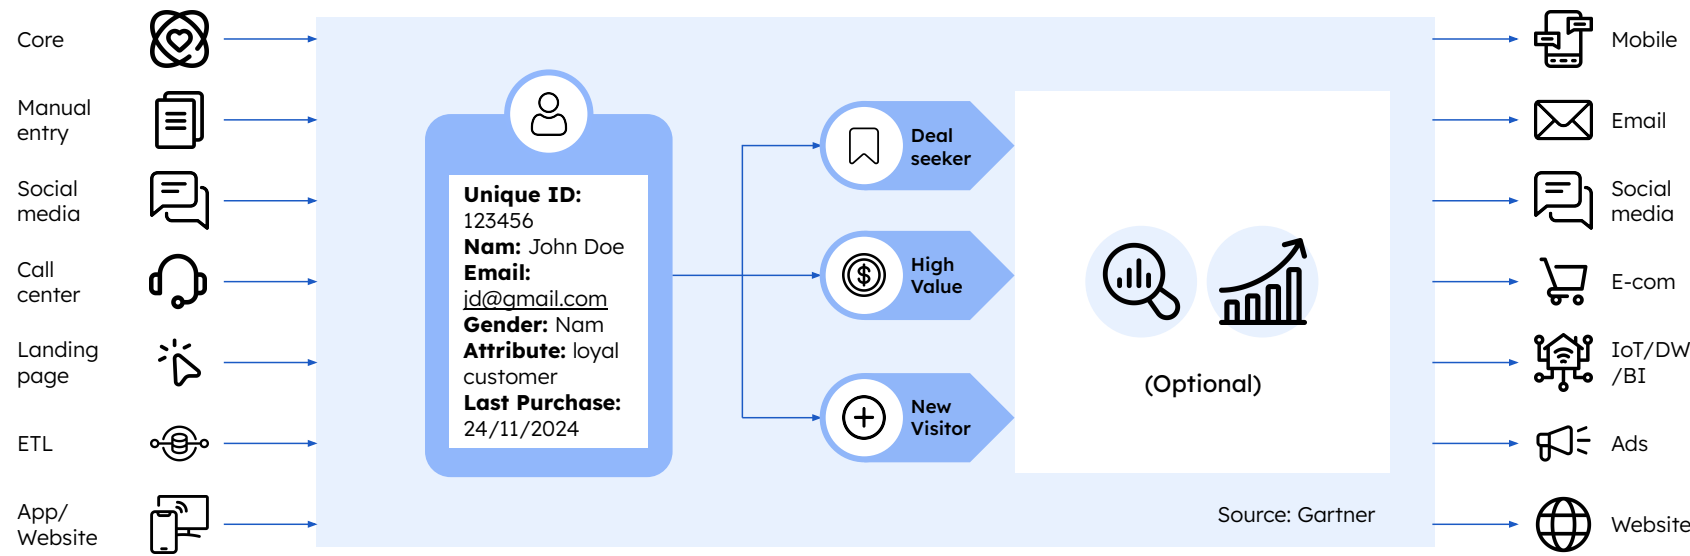 Core
Manual
entry
Social
media
Call
center
Landing
page
ETL
App/
Website
Unique ID:
123456
Nam: John Doe
Email:
jd@gmail.com
Gender: Nam
Attribute: loyal
customer
Last Purchase:
24/11/2024
Deal
seeker
High
Value
New
Visitor
(Optional)
Source: Gartner
Mobile
Email
Social
media
E-com
IoT/DW
/BI
Ads
Website